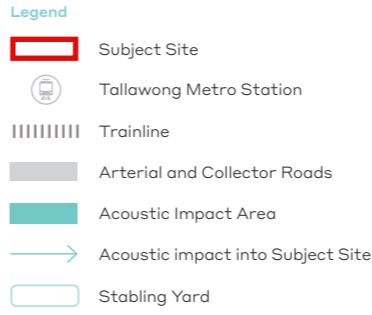 Legend
Subject Site
Tallawong Metro Station
Trainline
Arterial and Collector Roads
Acoustic Impact Area
Acoustic impact into Subject Site
Stabling Yard